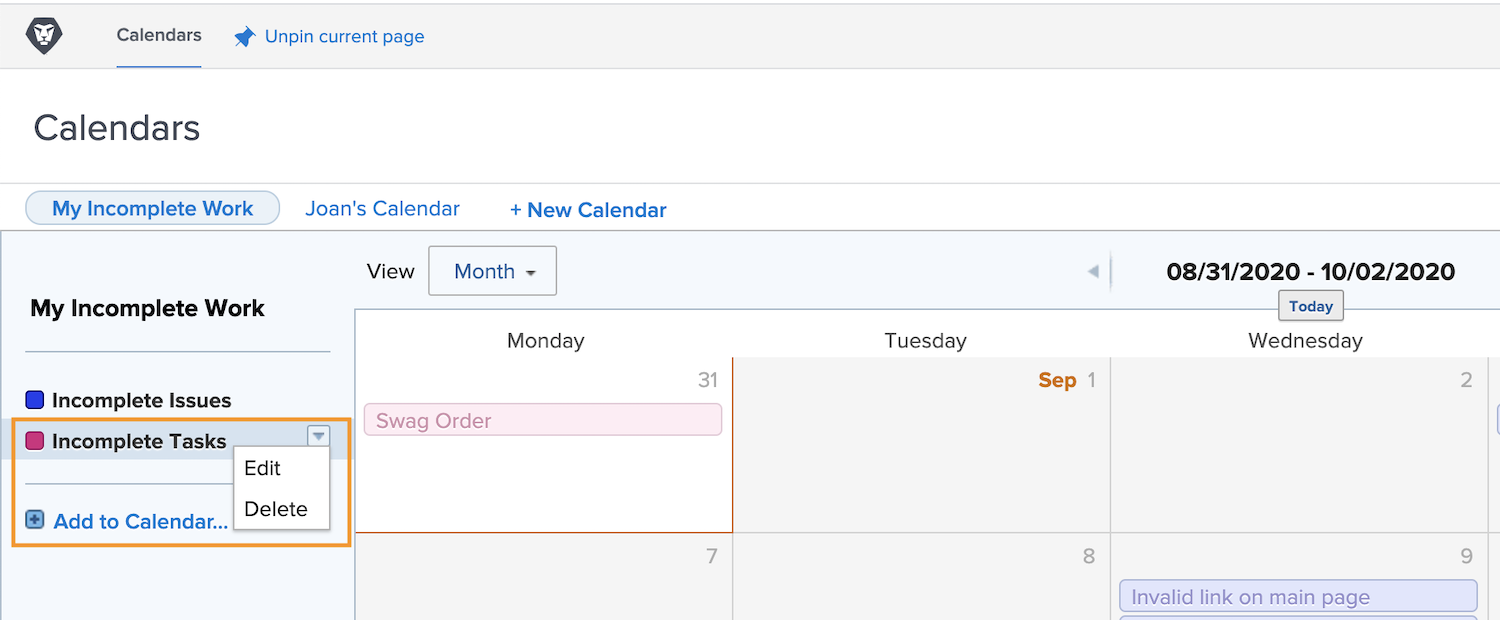 Calendars Unpin current page
Calendars
My Incomplete Work Joan's Calendar + New Calendar
View Month 08/31/2020 - 10/02/2020
Today
My Incomplete Work
Monday Tuesday Wednesday
31 Sep 1 2
Incomplete Issues
Swag Order
Incomplete Tasks
Edit
Delete
Add to Calendar...
7 8 9
Invalid link on main page